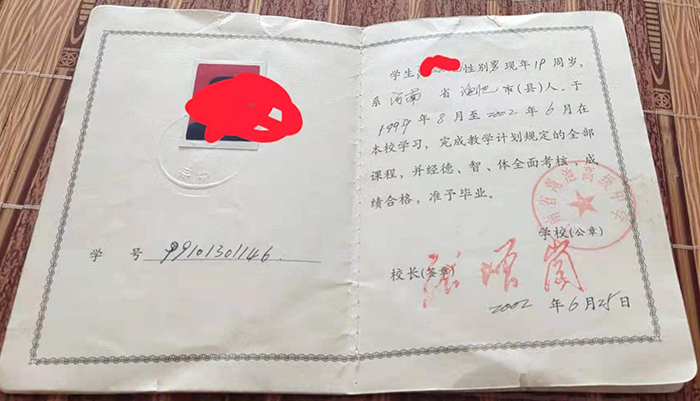 学 号 99101301146.
学生 性别男 现年19周岁,
系 河南 省 渑池 市(县)人、于
1999 年 8 月至 2002 年 6 月在
本校学习,完成教学计划规定的全部
课程,并经德、智、体全面考核、成
绩合格,准予毕业。
学校(公章)
校长(签章)
2002 年 6 月 25 日